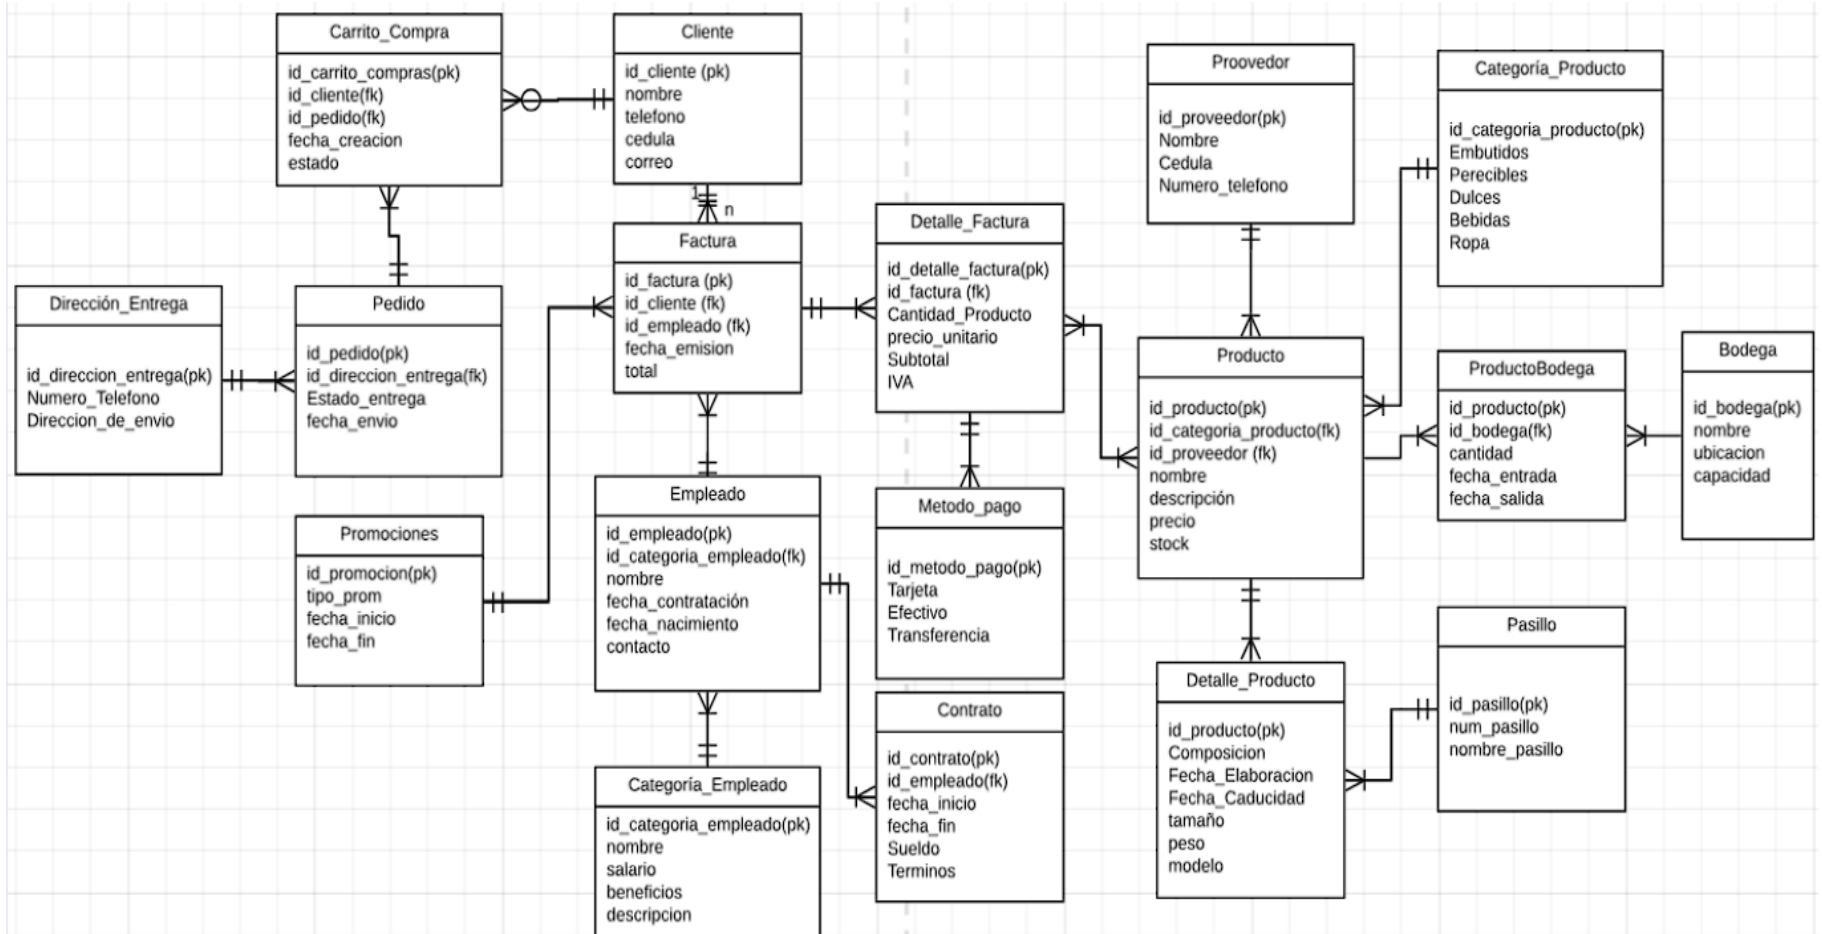 Carrito_Compra
id_carrito_compras(pk)
id_cliente(fk)
id_pedido(fk)
fecha_creacion
estado
Cliente
id_cliente (pk)
nombre
telefono
cedula
correo
1
n
Proovedor
id_proveedor(pk)
Nombre
Cedula
Numero_telefono
Categoría_Producto
id_categoria_producto(pk)
Embutidos
Perecibles
Dulces
Bebidas
Ropa
Dirección_Entrega
id_direccion_entrega(pk)
Numero_Telefono
Direccion_de_envio
Pedido
id_pedido(pk)
id_direccion_entrega(fk)
Estado_entrega
fecha_envio
Factura
id_factura (pk)
id_cliente (fk)
id_empleado (fk)
fecha_emision
total
Detalle_Factura
id_detalle_factura(pk)
id_factura (fk)
Cantidad_Producto
precio_unitario
Subtotal
IVA
Producto
id_producto(pk)
id_categoria_producto(fk)
id_proveedor (fk)
nombre
descripción
precio
stock
ProductoBodega
id_producto(pk)
id_bodega(fk)
cantidad
fecha_entrada
fecha_salida
Bodega
id_bodega(pk)
nombre
ubicacion
capacidad
Promociones
id_promocion(pk)
tipo_prom
fecha_inicio
fecha_fin
Empleado
id_empleado(pk)
id_categoria_empleado(fk)
nombre
fecha_contratación
fecha_nacimiento
contacto
Metodo_pago
id_metodo_pago(pk)
Tarjeta
Efectivo
Transferencia
Contrato
id_contrato(pk)
id_empleado(fk)
fecha_inicio
fecha_fin
Sueldo
Terminos
Detalle_Producto
id_producto(pk)
Composicion
Fecha_Elaboracion
Fecha_Caducidad
tamaño
peso
modelo
Pasillo
id_pasillo(pk)
num_pasillo
nombre_pasillo
Categoría_Empleado
id_categoria_empleado(pk)
nombre
salario
beneficios
descripcion